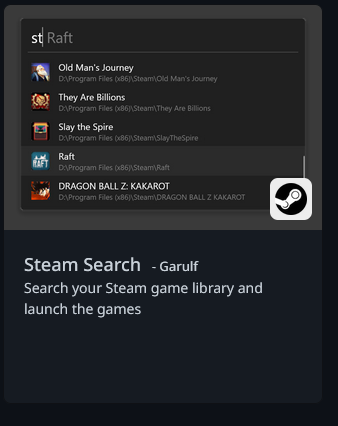 st Raft
Old Man's Journey
D:\Program Files (x86)\Steam\Old Man's Journey
They Are Billions
D:\Program Files (x86)\Steam\They Are Billions
Slay the Spire
D:\Program Files (x86)\Steam\SlayTheSpire
Raft
D:\Program Files (x86)\Steam\Raft
DRAGON BALL Z: KAKAROT
D:\Program Files (x86)\Steam\DRAGON BALL Z KAKAROT
Steam Search - Garulf
Search your Steam game library and
launch the games